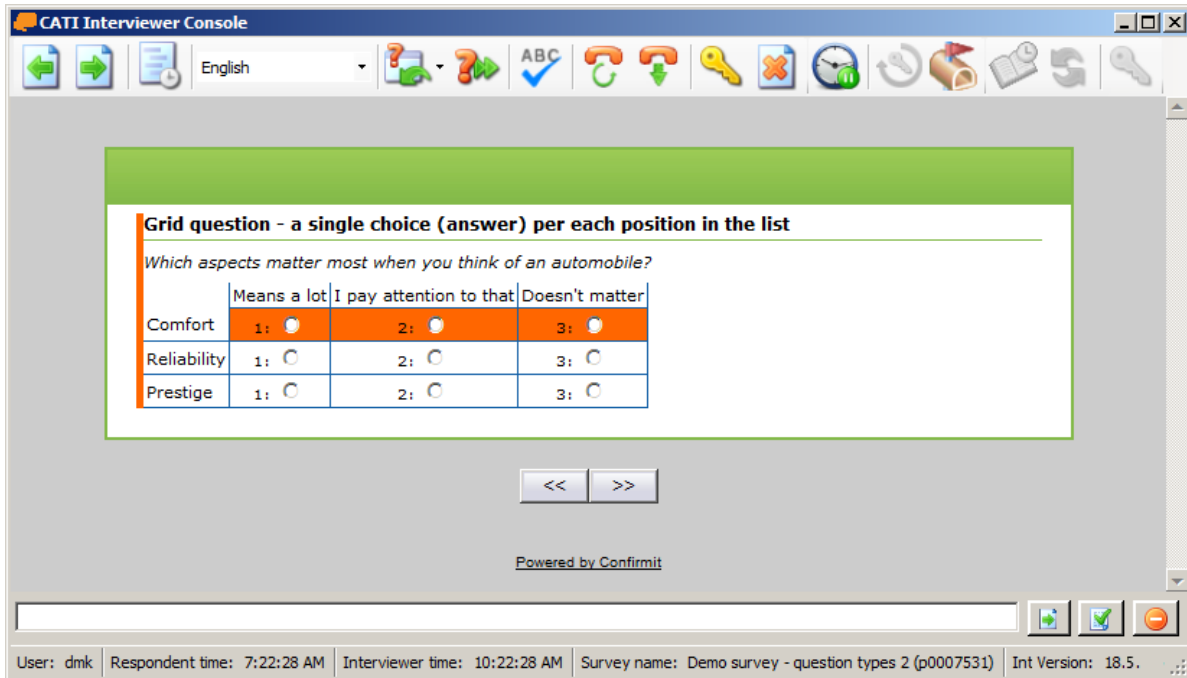 CATI Interviewer Console
English
ABC
Grid question - a single choice (answer) per each position in the list
Which aspects matter most when you think of an automobile?
Means a lot I pay attention to that Doesn't matter
Comfort 1: 2: 3:
Reliability 1: 2: 3:
Prestige 1: 2: 3:
<< >>
Powered by Confirmit
User: dmk Respondent time: 7:22:28 AM Interviewer time: 10:22:28 AM Survey name: Demo survey - question types 2 (p0007531) Int Version: 18.5.